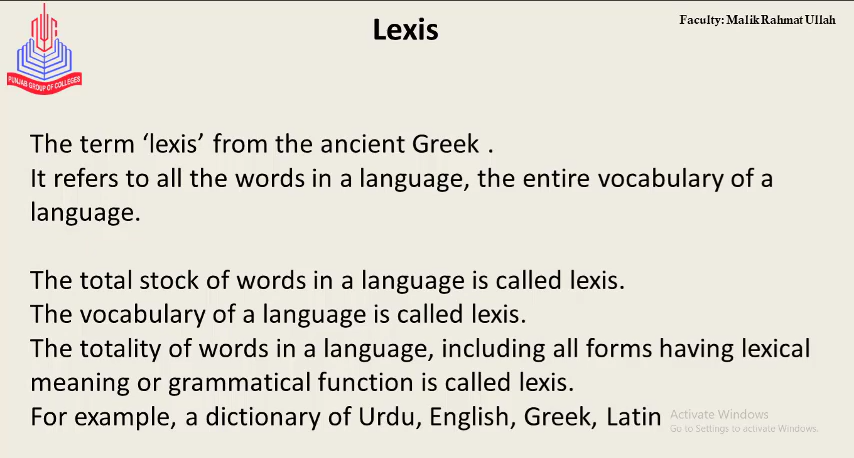 Faculty: Malik Rahmat Ullah
Lexis
PUNJAB GROUP OF COLLEGES
The term ‘lexis’ from the ancient Greek .
It refers to all the words in a language, the entire vocabulary of a
language.
The total stock of words in a language is called lexis.
The vocabulary of a language is called lexis.
The totality of words in a language, including all forms having lexical
meaning or grammatical function is called lexis.
For example, a dictionary of Urdu, English, Greek, Latin
Activate Windows
Go to Settings to activate Windows.